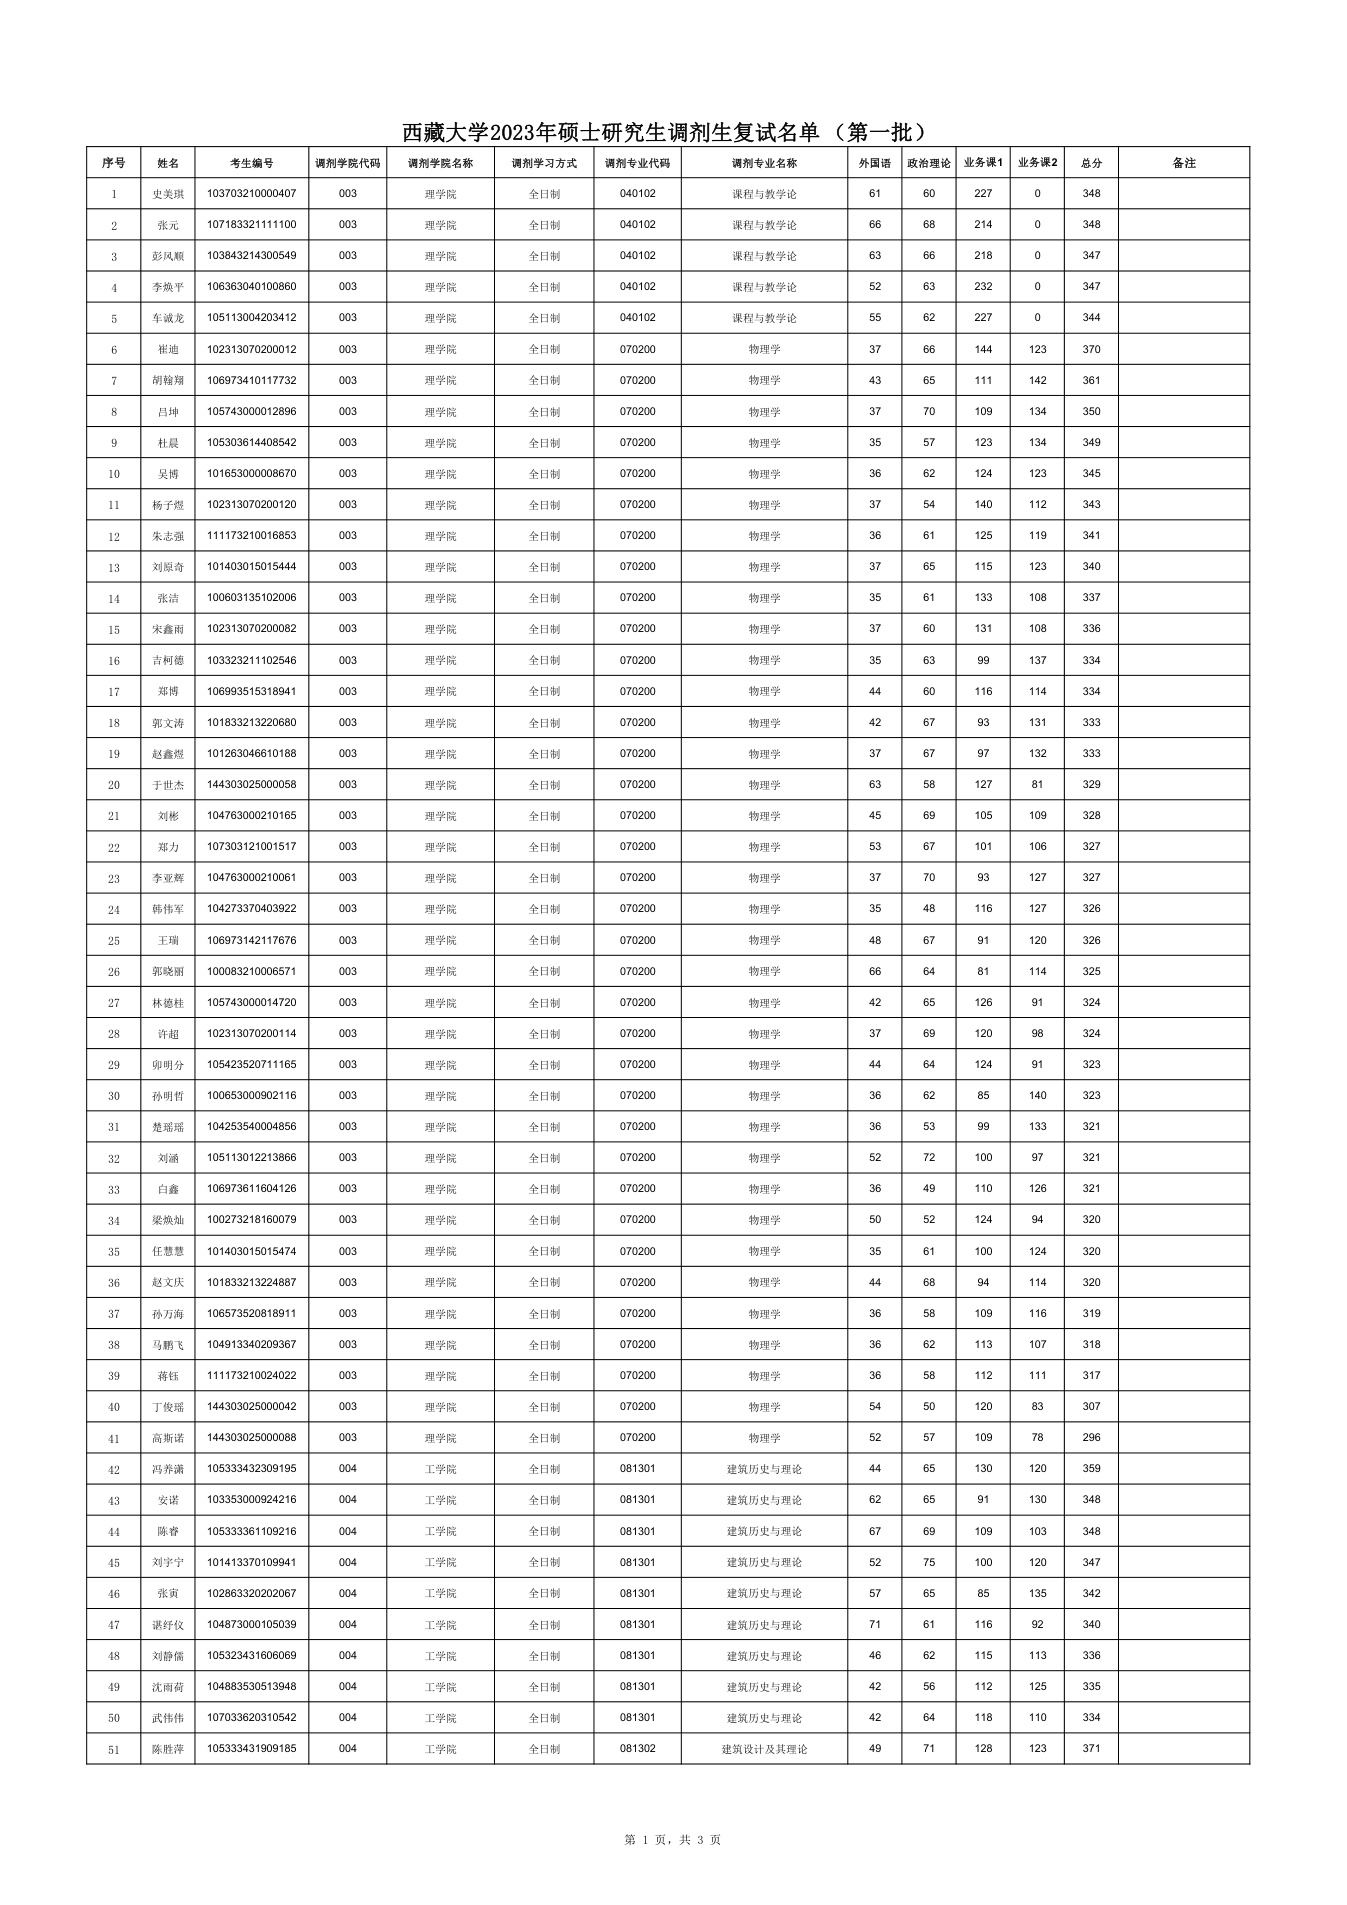 西藏大学2023年硕士研究生调剂生复试名单 （第一批）
序号 姓名 考生编号 调剂学院代码 调剂学院名称 调剂学习方式 调剂专业代码 调剂专业名称 外国语 政治理论 业务课1 业务课2 总分 备注
1 史美琪 103703210000407 003 理学院 全日制 040102 课程与教学论 61 60 227 0 348
2 张元 107183321111100 003 理学院 全日制 040102 课程与教学论 66 68 214 0 348
3 彭风顺 103843214300549 003 理学院 全日制 040102 课程与教学论 63 66 218 0 347
4 李焕平 106363040100860 003 理学院 全日制 040102 课程与教学论 52 63 232 0 347
5 车诚龙 105113004203412 003 理学院 全日制 040102 课程与教学论 55 62 227 0 344
6 崔迪 102313070200012 003 理学院 全日制 070200 物理学 37 66 144 123 370
7 胡翰翔 106973410117732 003 理学院 全日制 070200 物理学 43 65 111 142 361
8 吕坤 105743000012896 003 理学院 全日制 070200 物理学 37 70 109 134 350
9 杜晨 105303614408542 003 理学院 全日制 070200 物理学 35 57 123 134 349
10 吴博 101653000008670 003 理学院 全日制 070200 物理学 36 62 124 123 345
11 杨子煜 102313070200120 003 理学院 全日制 070200 物理学 37 54 140 112 343
12 朱志强 111173210016853 003 理学院 全日制 070200 物理学 36 61 125 119 341
13 刘原奇 101403015015444 003 理学院 全日制 070200 物理学 37 65 115 123 340
14 张洁 100603135102006 003 理学院 全日制 070200 物理学 35 61 133 108 337
15 宋鑫雨 102313070200082 003 理学院 全日制 070200 物理学 37 60 131 108 336
16 吉柯德 103323211102546 003 理学院 全日制 070200 物理学 35 63 99 137 334
17 郑博 106993515318941 003 理学院 全日制 070200 物理学 44 60 116 114 334
18 郭文涛 101833213220680 003 理学院 全日制 070200 物理学 42 67 93 131 333
19 赵鑫煜 101263046610188 003 理学院 全日制 070200 物理学 37 67 97 132 333
20 于世杰 144303025000058 003 理学院 全日制 070200 物理学 63 58 127 81 329
21 刘彬 104763000210165 003 理学院 全日制 070200 物理学 45 69 105 109 328
22 郑力 107303121001517 003 理学院 全日制 070200 物理学 53 67 101 106 327
23 李亚辉 104763000210061 003 理学院 全日制 070200 物理学 37 70 93 127 327
24 韩伟军 104273370403922 003 理学院 全日制 070200 物理学 35 48 116 127 326
25 王瑞 106973142117676 003 理学院 全日制 070200 物理学 48 67 91 120 326
26 郭晓丽 100083210006571 003 理学院 全日制 070200 物理学 66 64 81 114 325
27 林德桂 105743000014720 003 理学院 全日制 070200 物理学 42 65 126 91 324
28 许超 102313070200114 003 理学院 全日制 070200 物理学 37 69 120 98 324
29 卯明分 105423520711165 003 理学院 全日制 070200 物理学 44 64 124 91 323
30 孙明哲 100653000902116 003 理学院 全日制 070200 物理学 36 62 85 140 323
31 楚瑶瑶 104253540004856 003 理学院 全日制 070200 物理学 36 53 99 133 321
32 刘涵 105113012213866 003 理学院 全日制 070200 物理学 52 72 100 97 321
33 白鑫 106973611604126 003 理学院 全日制 070200 物理学 36 49 110 126 321
34 梁焕灿 100273218160079 003 理学院 全日制 070200 物理学 50 52 124 94 320
35 任慧慧 101403015015474 003 理学院 全日制 070200 物理学 35 61 100 124 320
36 赵文庆 101833213224887 003 理学院 全日制 070200 物理学 44 68 94 114 320
37 孙万海 106573520818911 003 理学院 全日制 070200 物理学 36 58 109 116 319
38 马鹏飞 104913340209367 003 理学院 全日制 070200 物理学 36 62 113 107 318
39 蒋钰 111173210024022 003 理学院 全日制 070200 物理学 36 58 112 111 317
40 丁俊瑶 144303025000042 003 理学院 全日制 070200 物理学 54 50 120 83 307
41 高斯诺 144303025000088 003 理学院 全日制 070200 物理学 52 57 109 78 296
42 冯养潇 105333432309195 004 工学院 全日制 081301 建筑历史与理论 44 65 130 120 359
43 安诺 103353000924216 004 工学院 全日制 081301 建筑历史与理论 62 65 91 130 348
44 陈睿 105333361109216 004 工学院 全日制 081301 建筑历史与理论 67 69 109 103 348
45 刘宇宁 101413370109941 004 工学院 全日制 081301 建筑历史与理论 52 75 100 120 347
46 张寅 102863320202067 004 工学院 全日制 081301 建筑历史与理论 57 65 85 135 342
47 谌纾仪 104873000105039 004 工学院 全日制 081301 建筑历史与理论 71 61 116 92 340
48 刘静儒 105323431606069 004 工学院 全日制 081301 建筑历史与理论 46 62 115 113 336
49 沈雨荷 104883530513948 004 工学院 全日制 081301 建筑历史与理论 42 56 112 125 335
50 武伟伟 107033620310542 004 工学院 全日制 081301 建筑历史与理论 42 64 118 110 334
51 陈胜萍 105333431909185 004 工学院 全日制 081302 建筑设计及其理论 49 71 128 123 371
第 1 页，共 3 页